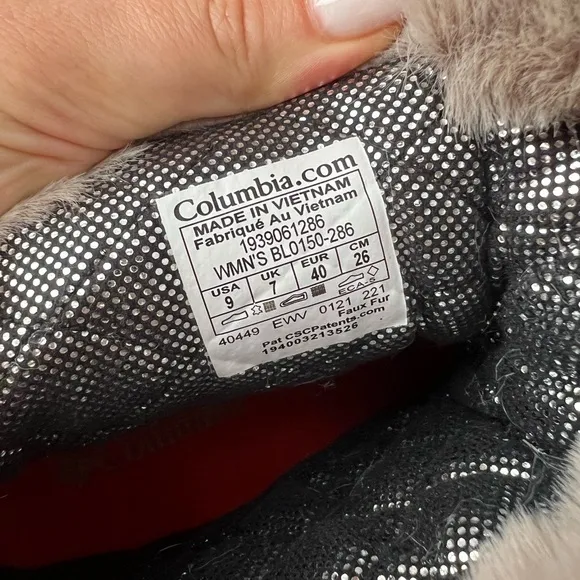 Columbia.com
MADE IN VIETNAM
Fabriqué Au Vietnam
1939061286
WMN'S BL0150-286
USA UK EUR CM
9 7 40 26
ECA-S
40449 EWV 0121 221
Faux Fur
Pat CSCPatents.com
194003213526